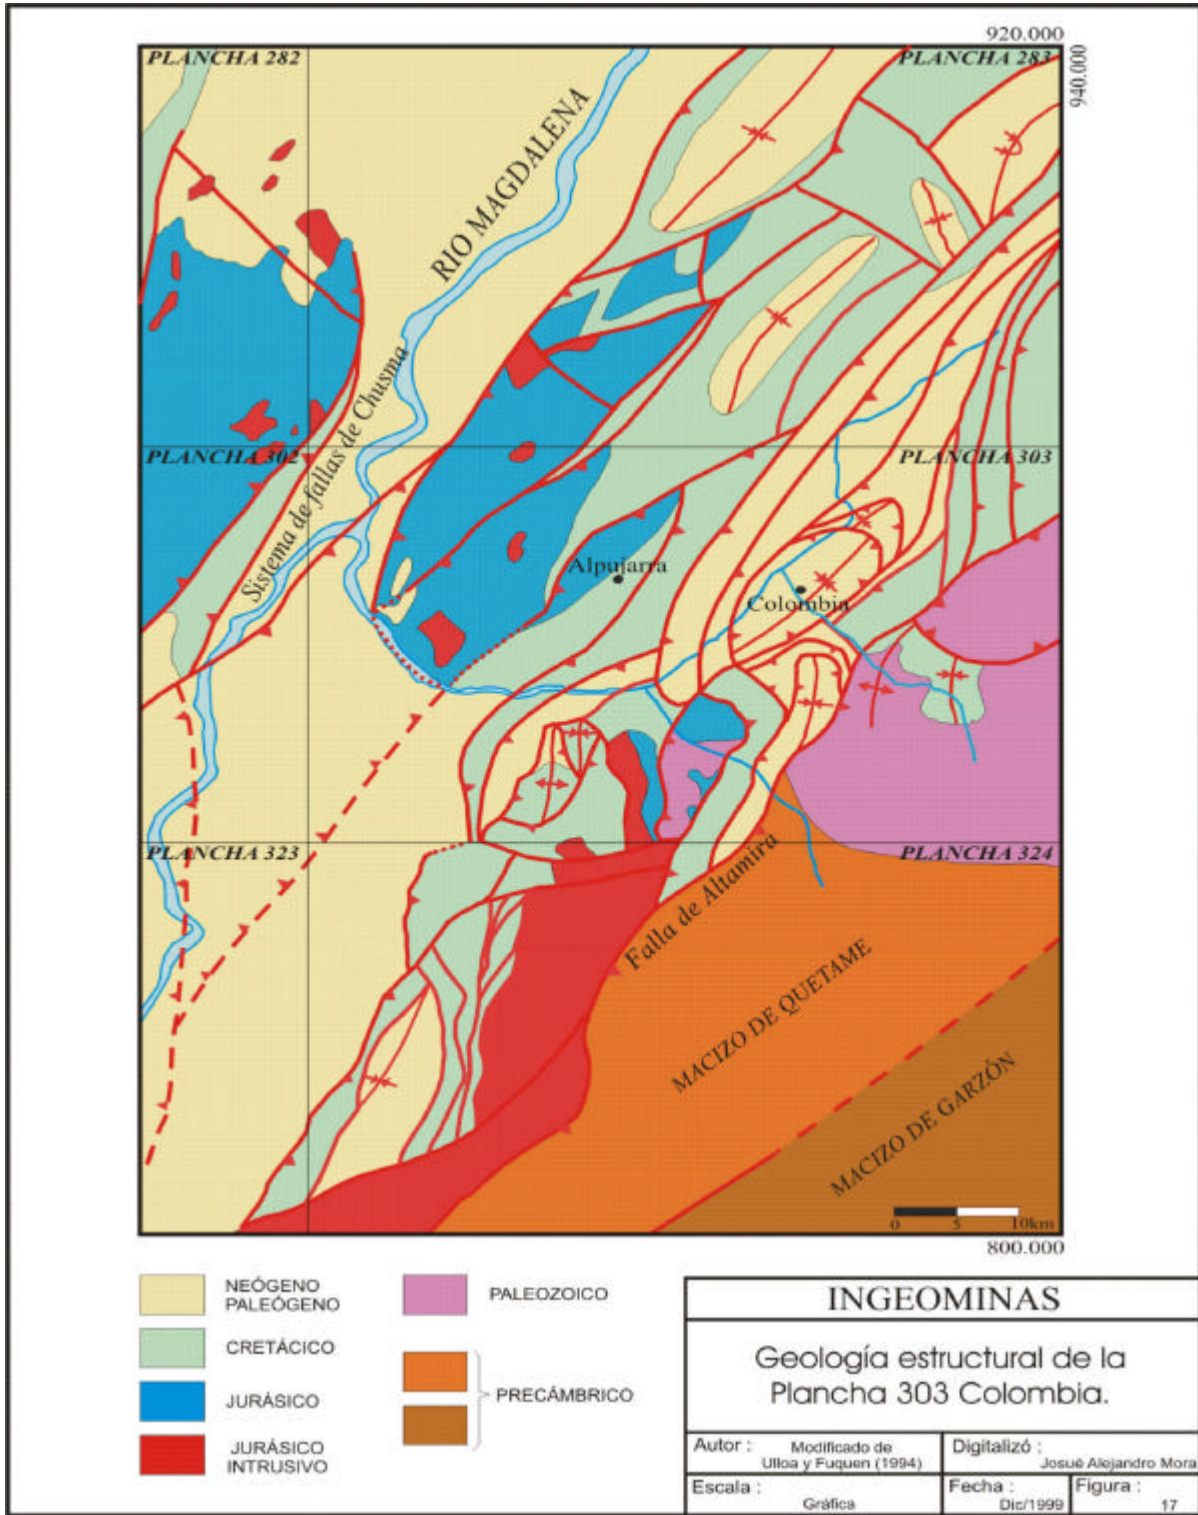 920.000
940.000
PLANCHA 282
PLANCHA 283
RIO MAGDALENA
Sistema de fallas de Chusma
PLANCHA 302
PLANCHA 303
Alpujarra
Colombia
PLANCHA 323
PLANCHA 324
Falla de Altamira
MACIZO DE QUETAME
MACIZO DE GARZÓN
0 5 10km
800.000
NEÓGENO
PALEÓGENO
CRETÁCICO
JURÁSICO
JURÁSICO
INTRUSIVO
PALEOZOICO
PRECÁMBRICO
INGEOMINAS
Geología estructural de la
Plancha 303 Colombia.
Autor : Modificado de
Ulloa y Fuquen (1994)
Digitalizó :
Josué Alejandro Mora
Escala :
Gráfica
Fecha :
Dic/1999
Figura :
17